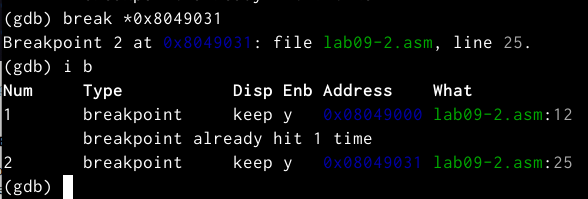 (gdb) break *0x8049031
Breakpoint 2 at 0x8049031: file lab09-2.asm, line 25.
(gdb) i b
Num Type Disp Enb Address What
1 breakpoint keep y 0x08049000 lab09-2.asm:12
breakpoint already hit 1 time
2 breakpoint keep y 0x08049031 lab09-2.asm:25
(gdb)